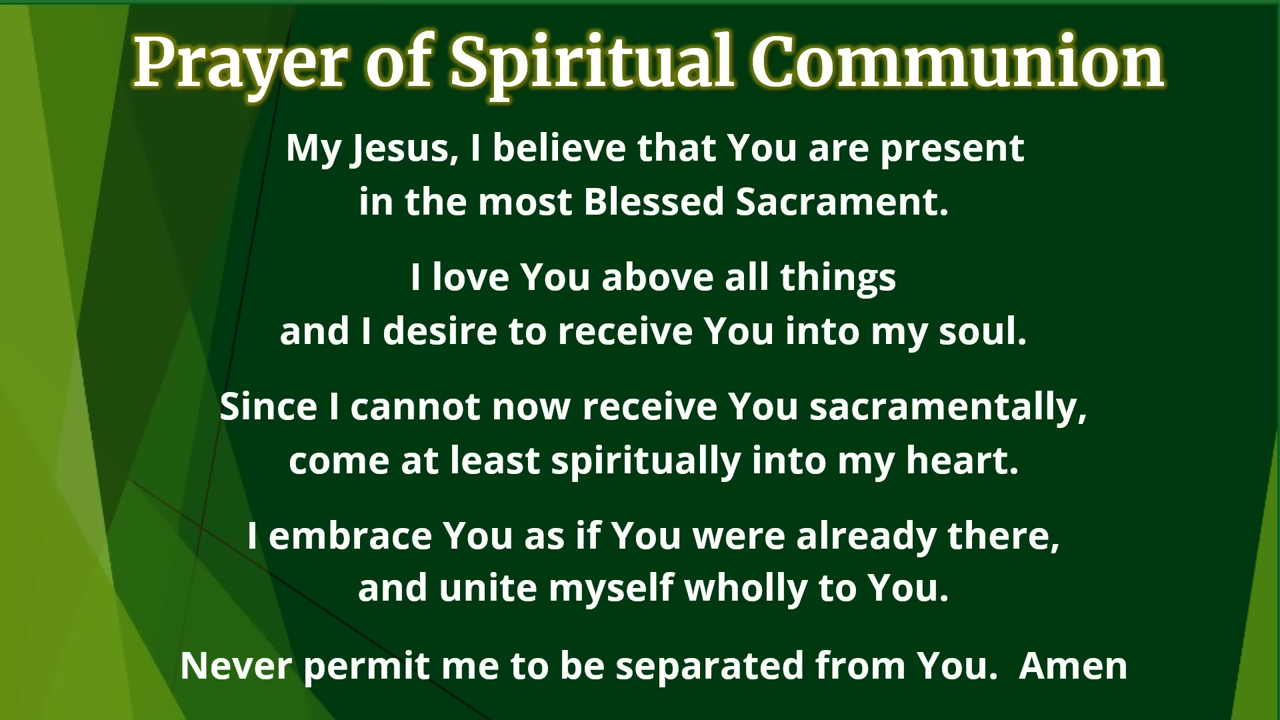 Prayer of Spiritual Communion
My Jesus, I believe that You are present
in the most Blessed Sacrament.
I love You above all things
and I desire to receive You into my soul.
Since I cannot now receive You sacramentally,
come at least spiritually into my heart.
I embrace You as if You were already there,
and unite myself wholly to You.
Never permit me to be separated from You.  Amen